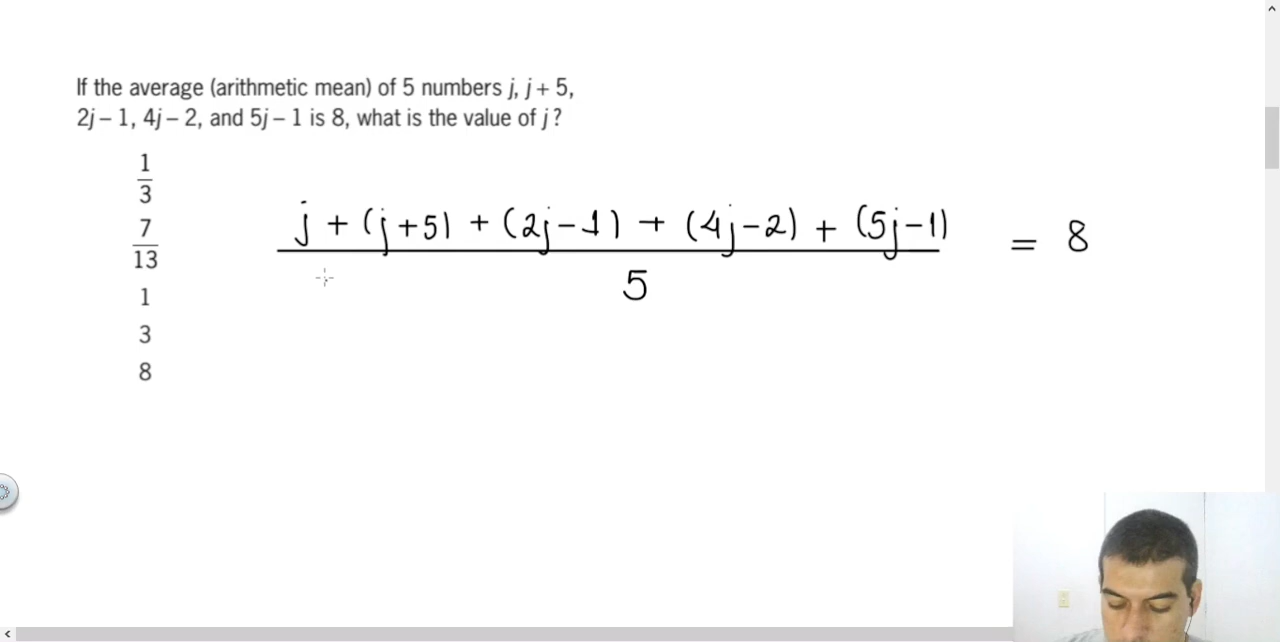 If the average (arithmetic mean) of 5 numbers j, j + 5,
2j – 1, 4j – 2, and 5j – 1 is 8, what is the value of j?
1
3
7
13
1
3
8
j + (j+5) + (2j-1) + (4j-2) + (5j-1) = 8
5